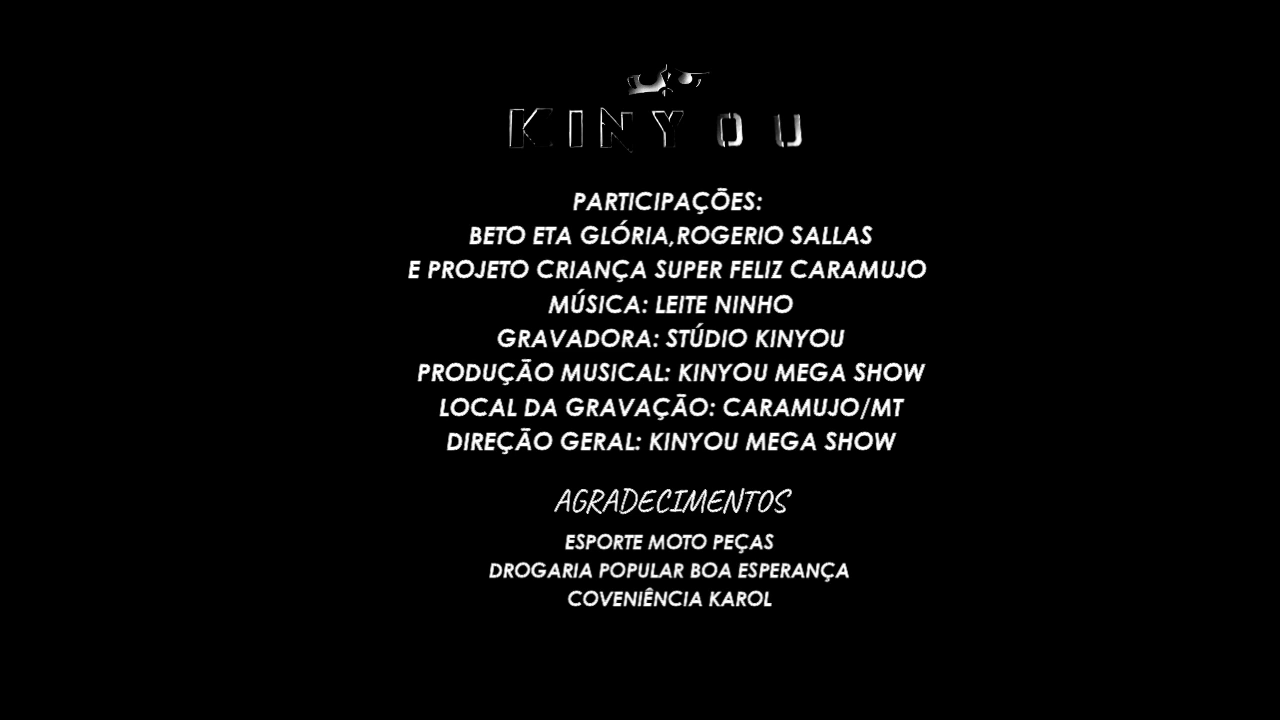 KINYOU
PARTICIPAÇÕES:
BETO ETA GLÓRIA,ROGERIO SALLAS
E PROJETO CRIANÇA SUPER FELIZ CARAMUJO
MÚSICA: LEITE NINHO
GRAVADORA: STÚDIO KINYOU
PRODUÇÃO MUSICAL: KINYOU MEGA SHOW
LOCAL DA GRAVAÇÃO: CARAMUJO/MT
DIREÇÃO GERAL: KINYOU MEGA SHOW
AGRADECIMENTOS
ESPORTE MOTO PEÇAS
DROGARIA POPULAR BOA ESPERANÇA
COVENIÊNCIA KAROL